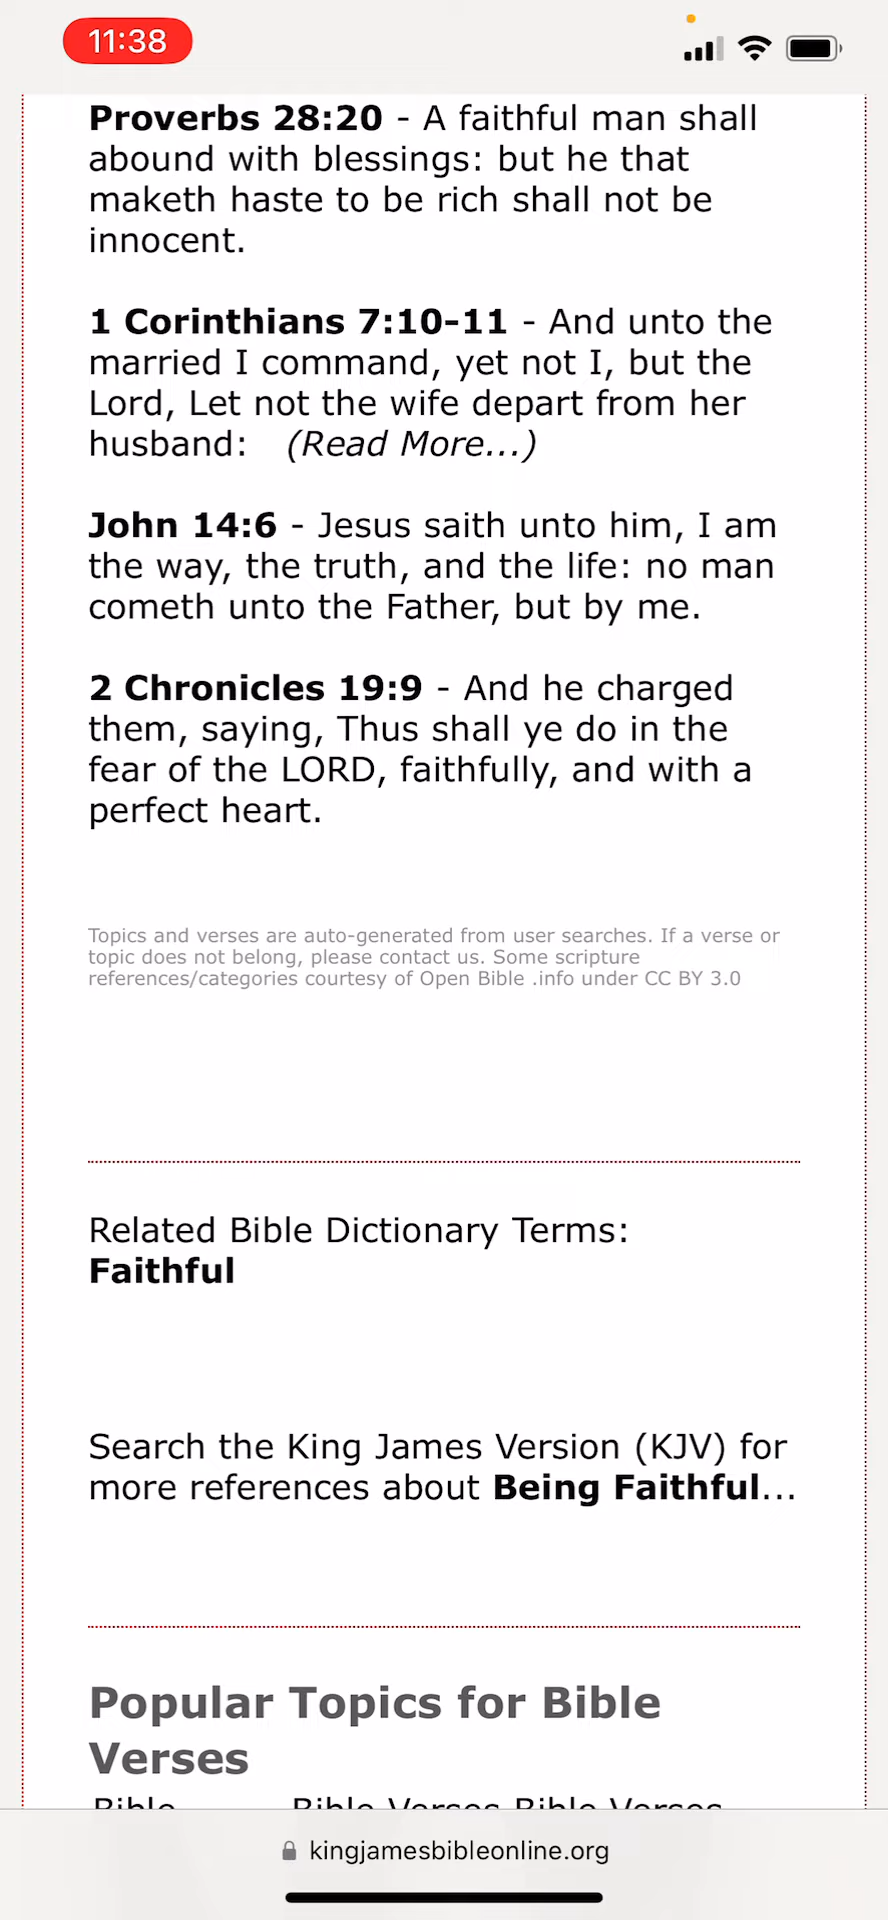 11:38
Proverbs 28:20 - A faithful man shall
abound with blessings: but he that
maketh haste to be rich shall not be
innocent.
1 Corinthians 7:10-11 - And unto the
married I command, yet not I, but the
Lord, Let not the wife depart from her
husband: (Read More...)
John 14:6 - Jesus saith unto him, I am
the way, the truth, and the life: no man
cometh unto the Father, but by me.
2 Chronicles 19:9 - And he charged
them, saying, Thus shall ye do in the
fear of the LORD, faithfully, and with a
perfect heart.
Topics and verses are auto-generated from user searches. If a verse or
topic does not belong, please contact us. Some scripture
references/categories courtesy of Open Bible .info under CC BY 3.0
Related Bible Dictionary Terms:
Faithful
Search the King James Version (KJV) for
more references about Being Faithful...
Popular Topics for Bible
Verses
Bible Bible Verses Bible Verses
kingjamesbibleonline.org